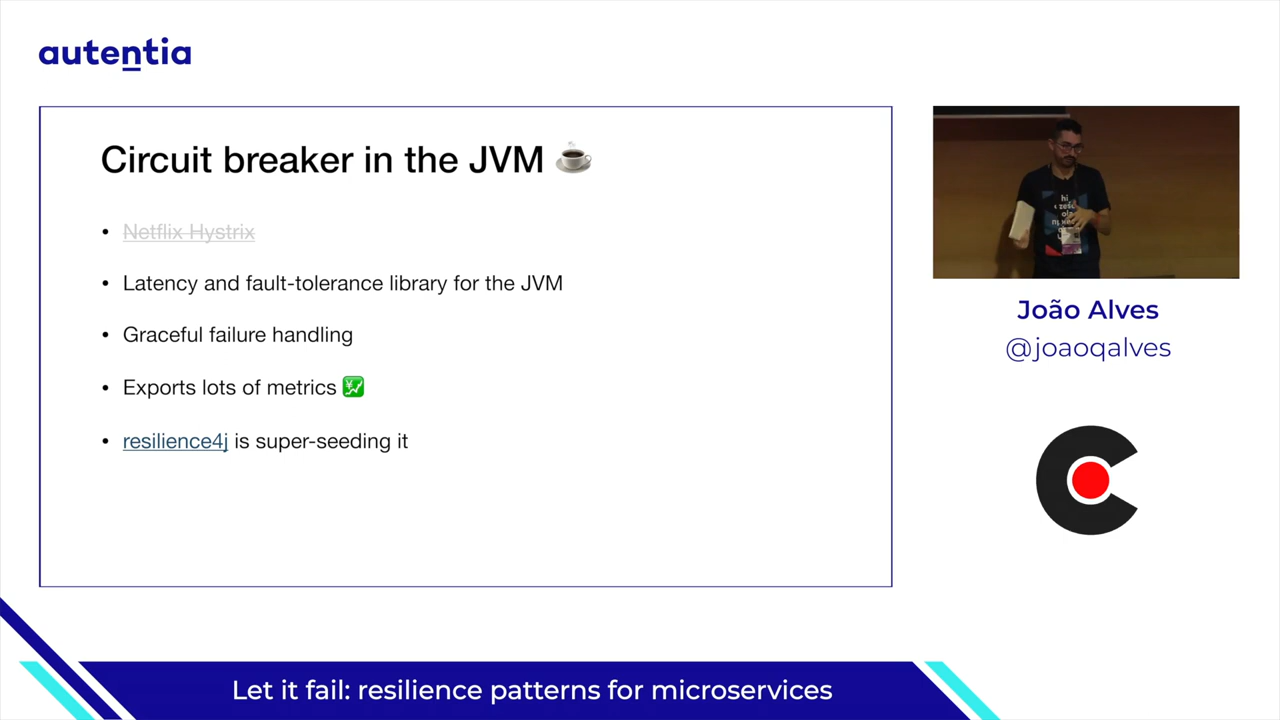 autentia
Circuit breaker in the JVM ☕
• Netflix Hystrix
• Latency and fault-tolerance library for the JVM
• Graceful failure handling
• Exports lots of metrics 💹
• resilience4j is super-seeding it
João Alves
@joaoqalves
Let it fail: resilience patterns for microservices